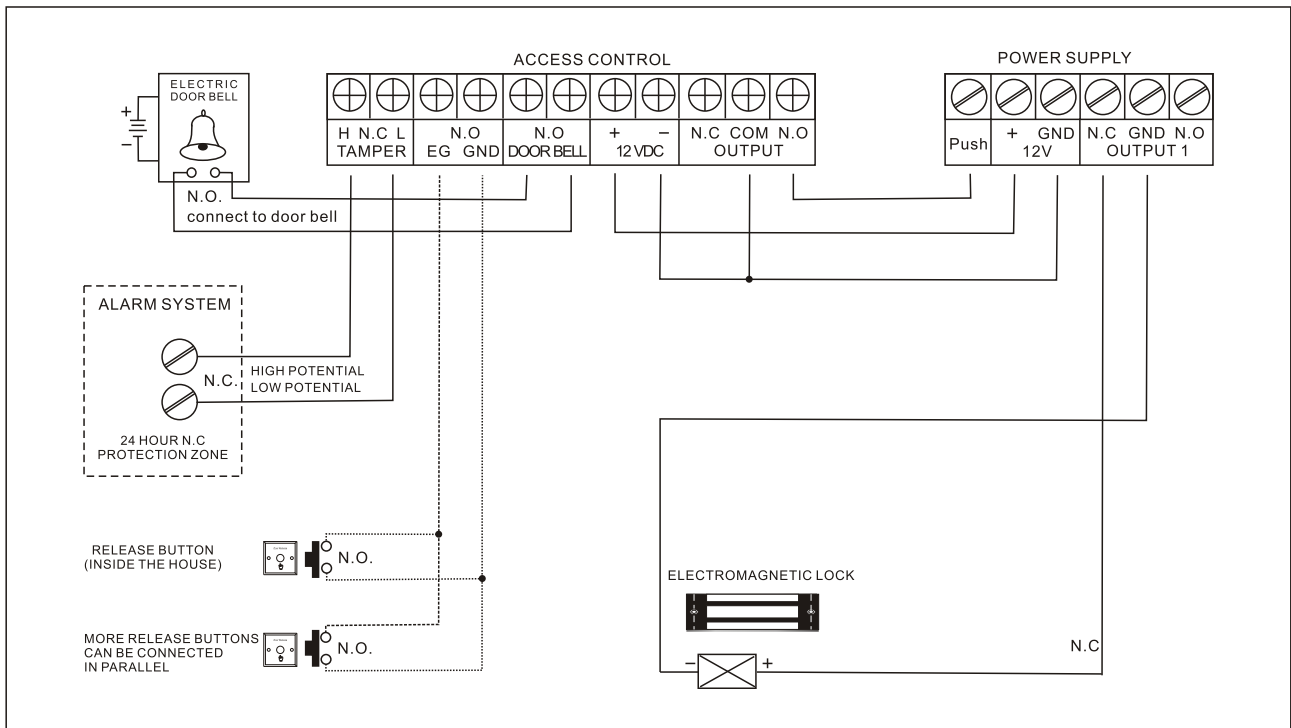 ACCESS CONTROL
POWER SUPPLY
ELECTRIC
DOOR BELL
+
−
H N.C L
TAMPER
N.O
EG GND
N.O
DOOR BELL
+ −
12 VDC
N.C COM N.O
OUTPUT
Push
+ GND
12V
N.C GND N.O
OUTPUT 1
N.O.
connect to door bell
ALARM SYSTEM
HIGH POTENTIAL
N.C.
LOW POTENTIAL
24 HOUR N.C
PROTECTION ZONE
RELEASE BUTTON
(INSIDE THE HOUSE)
N.O.
ELECTROMAGNETIC LOCK
MORE RELEASE BUTTONS
CAN BE CONNECTED
IN PARALLEL
N.O.
N.C
− +